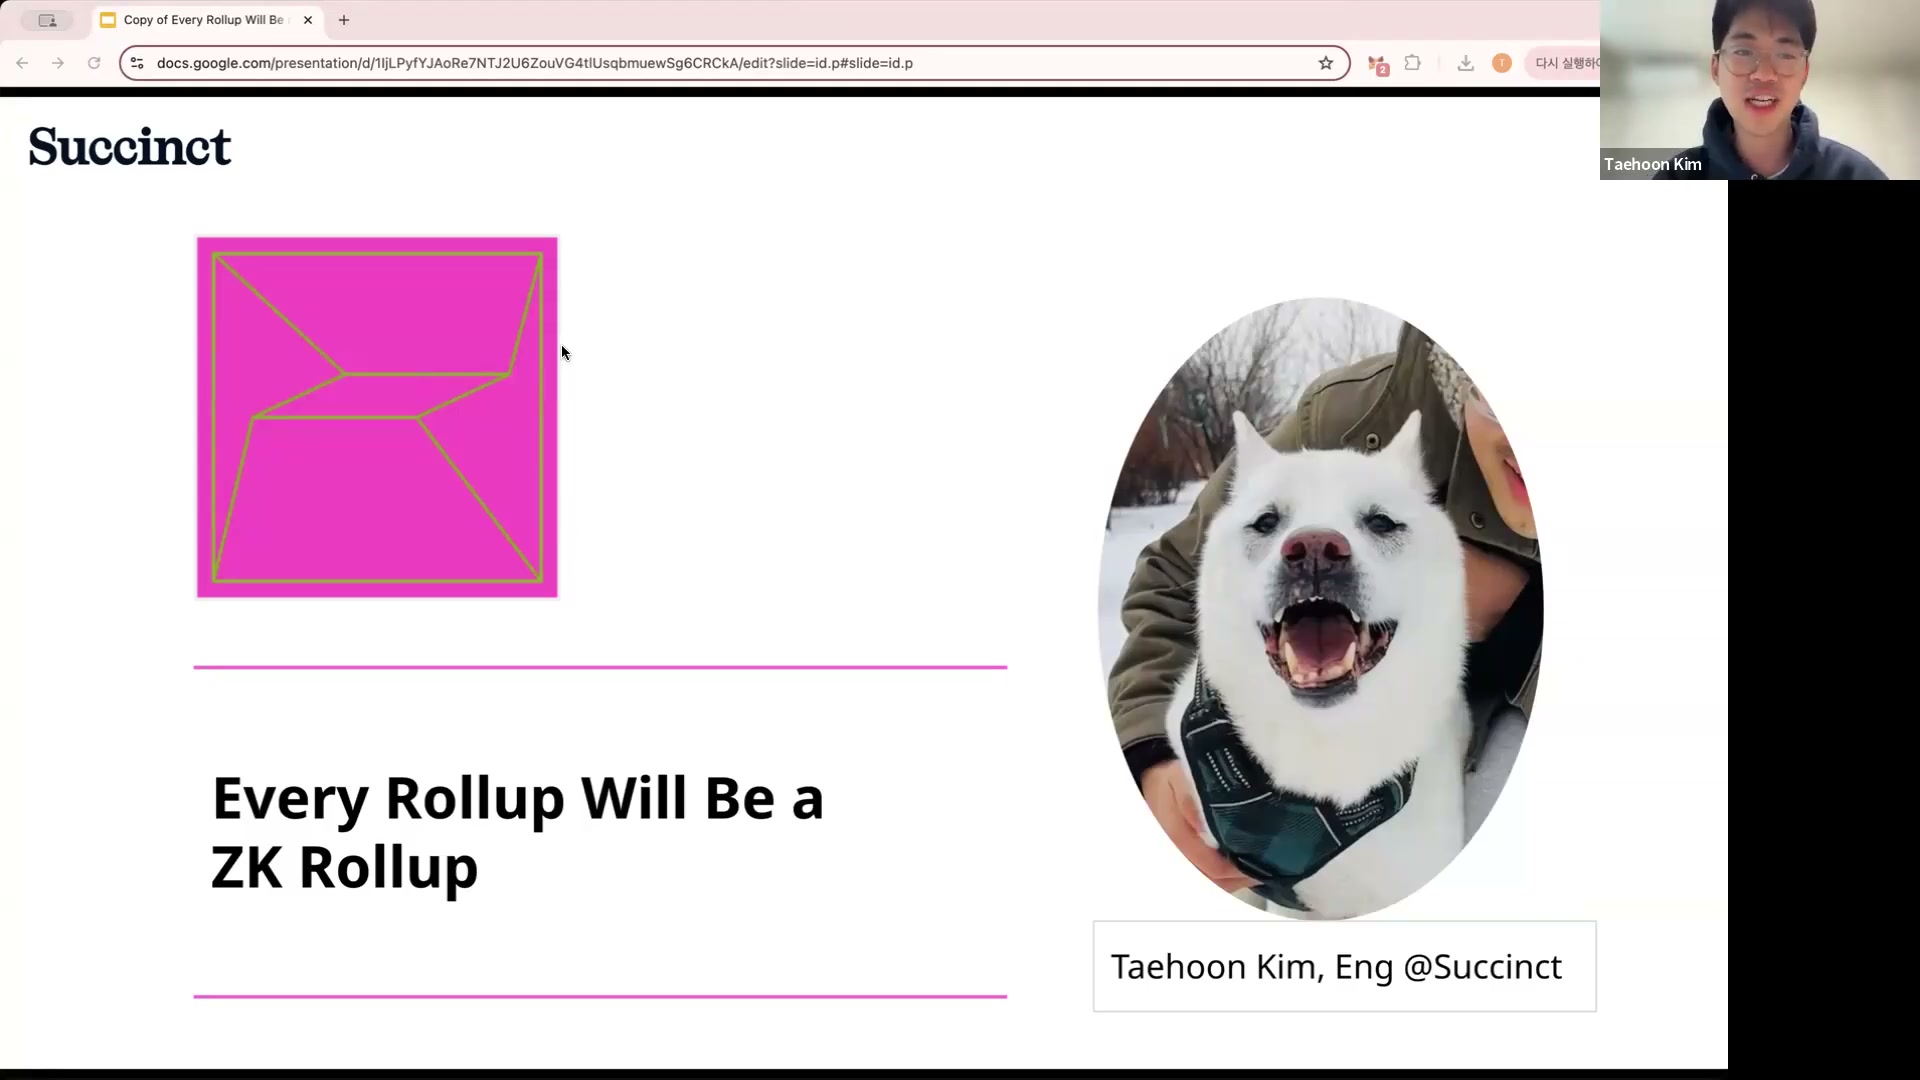 Copy of Every Rollup Will Be
docs.google.com/presentation/d/1IjLPyfYJAoRe7NTJ2U6ZouVG4tlUsqbmuewSg6CRCkA/edit?slide=id.p#slide=id.p
2
T
다시 실행하
Taehoon Kim
Succinct
Every Rollup Will Be a
ZK Rollup
Taehoon Kim, Eng @Succinct